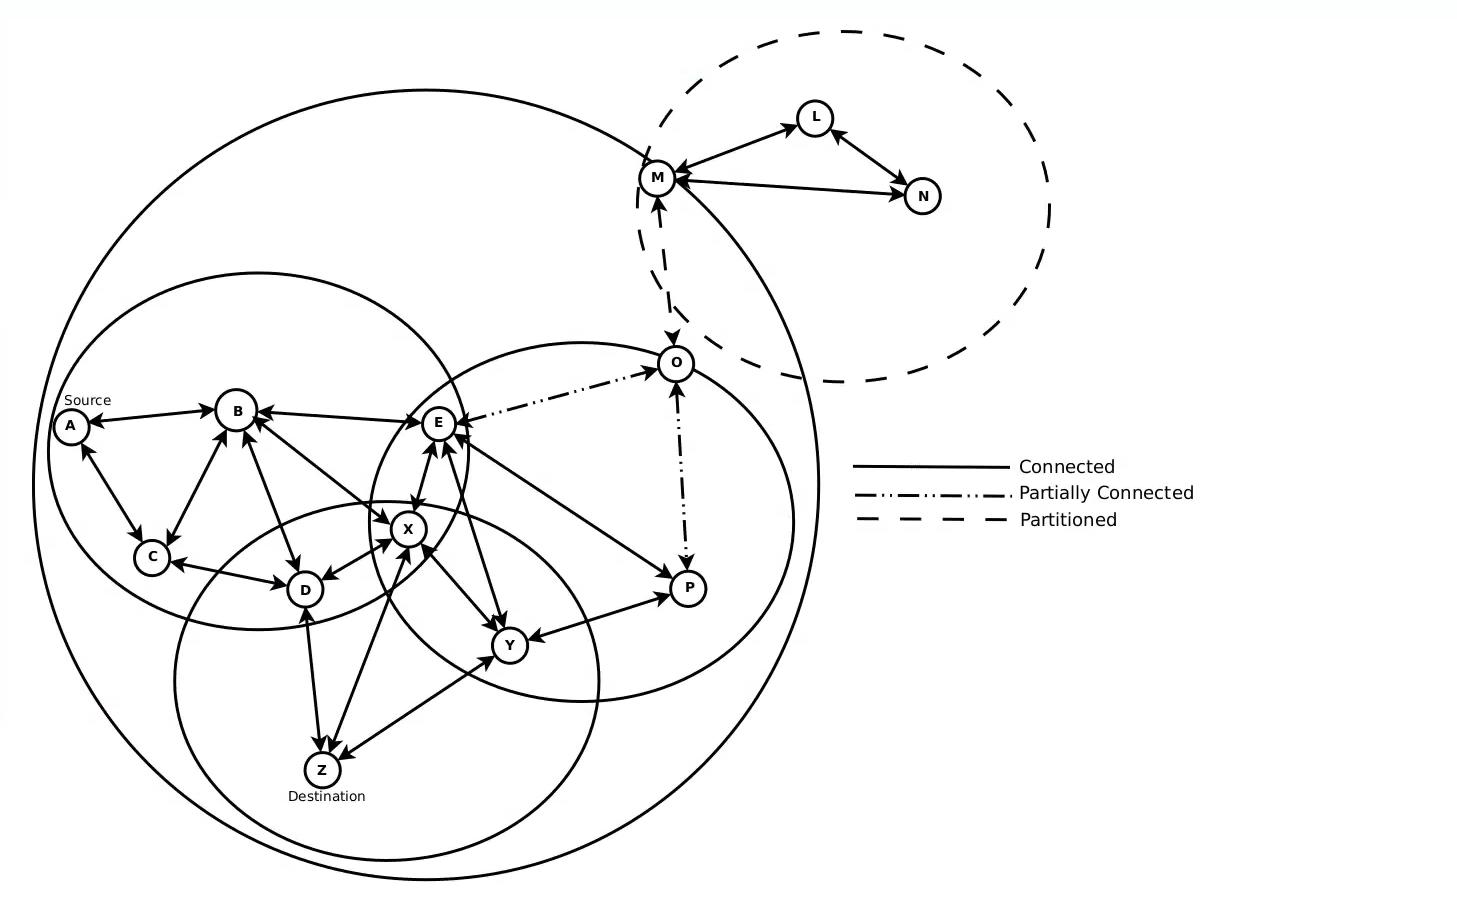 L
M
N
O
Source
A
B
E
Connected
Partially Connected
Partitioned
X
C
D
P
Y
Z
Destination